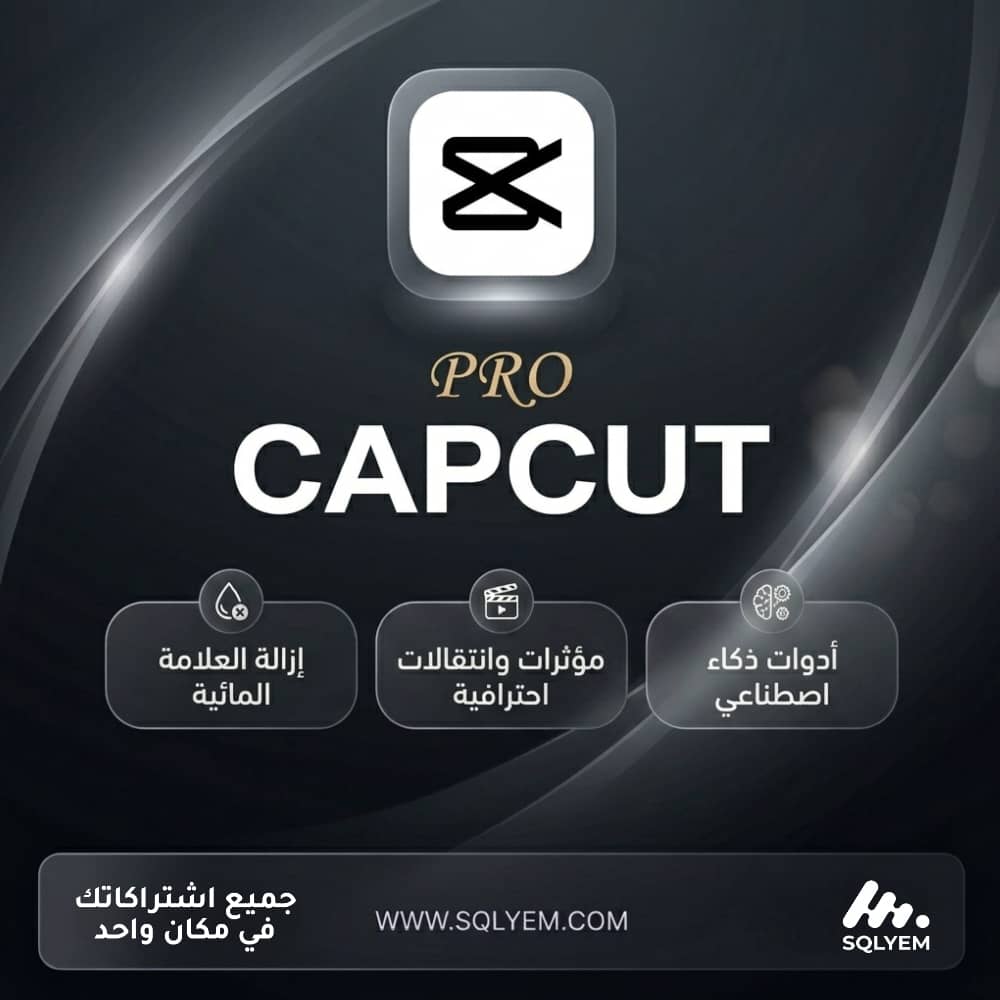 PRO
CAPCUT
أدوات ذكاء
اصطناعي
مؤثرات وانتقالات
احترافية
إزالة العلامة
المائية
جميع اشتراكاتك
في مكان واحد
WWW.SQLYEM.COM
SQLYEM